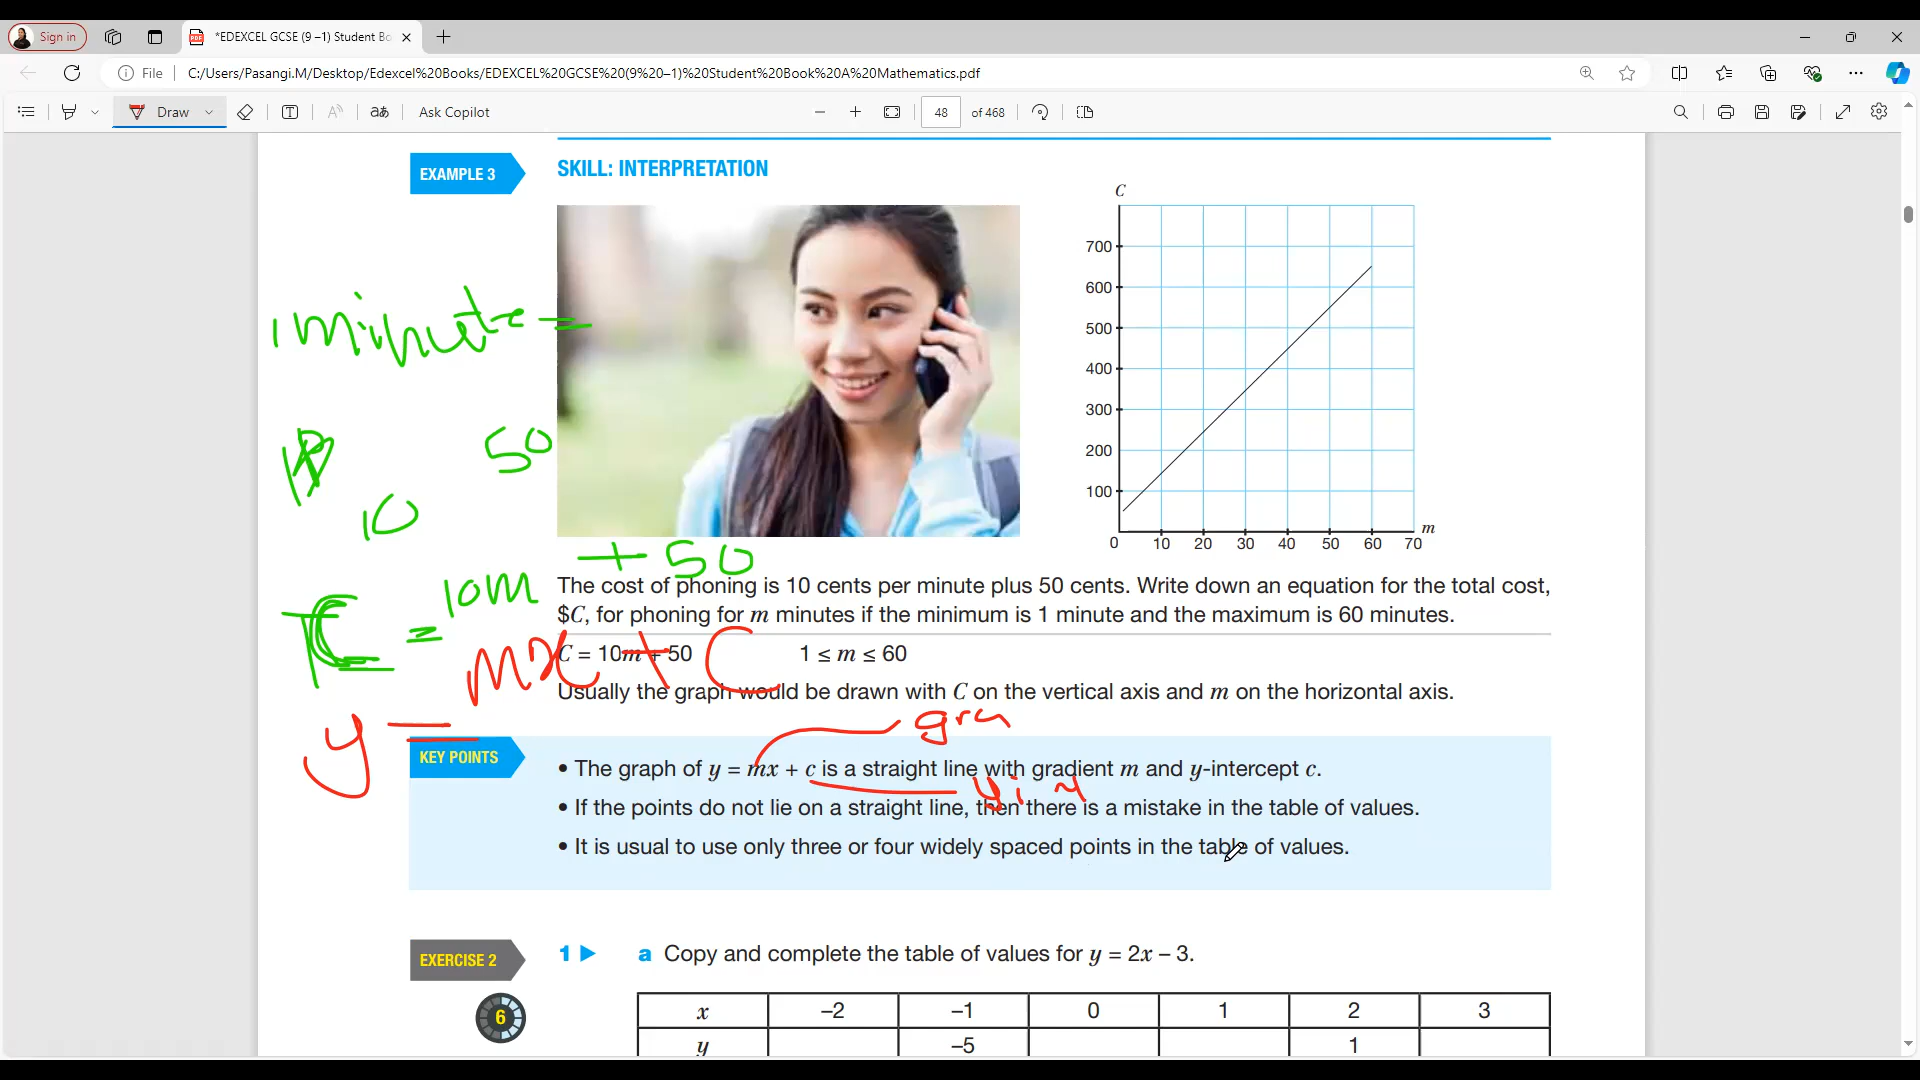 Sign in
*EDEXCEL GCSE (9 –1) Student Bo
File
C:/Users/Pasangi.M/Desktop/Edexcel%20Books/EDEXCEL%20GCSE%20(9%20–1)%20Student%20Book%20A%20Mathematics.pdf
Draw
aあ
Ask Copilot
48 of 468
EXAMPLE 3
SKILL: INTERPRETATION
C
700
600
500
400
300
200
100
0 10 20 30 40 50 60 70
m
1 minute =
50
10
C = 10m + 50
The cost of phoning is 10 cents per minute plus 50 cents. Write down an equation for the total cost,
$C, for phoning for m minutes if the minimum is 1 minute and the maximum is 60 minutes.
C = 10m + 50 1 ≤ m ≤ 60
y = mx + C
Usually the graph would be drawn with C on the vertical axis and m on the horizontal axis.
gra
KEY POINTS
• The graph of y = mx + c is a straight line with gradient m and y-intercept c.
y in
• If the points do not lie on a straight line, then there is a mistake in the table of values.
• It is usual to use only three or four widely spaced points in the table of values.
EXERCISE 2
1 a Copy and complete the table of values for y = 2x – 3.
6
x –2 –1 0 1 2 3
y –5 1